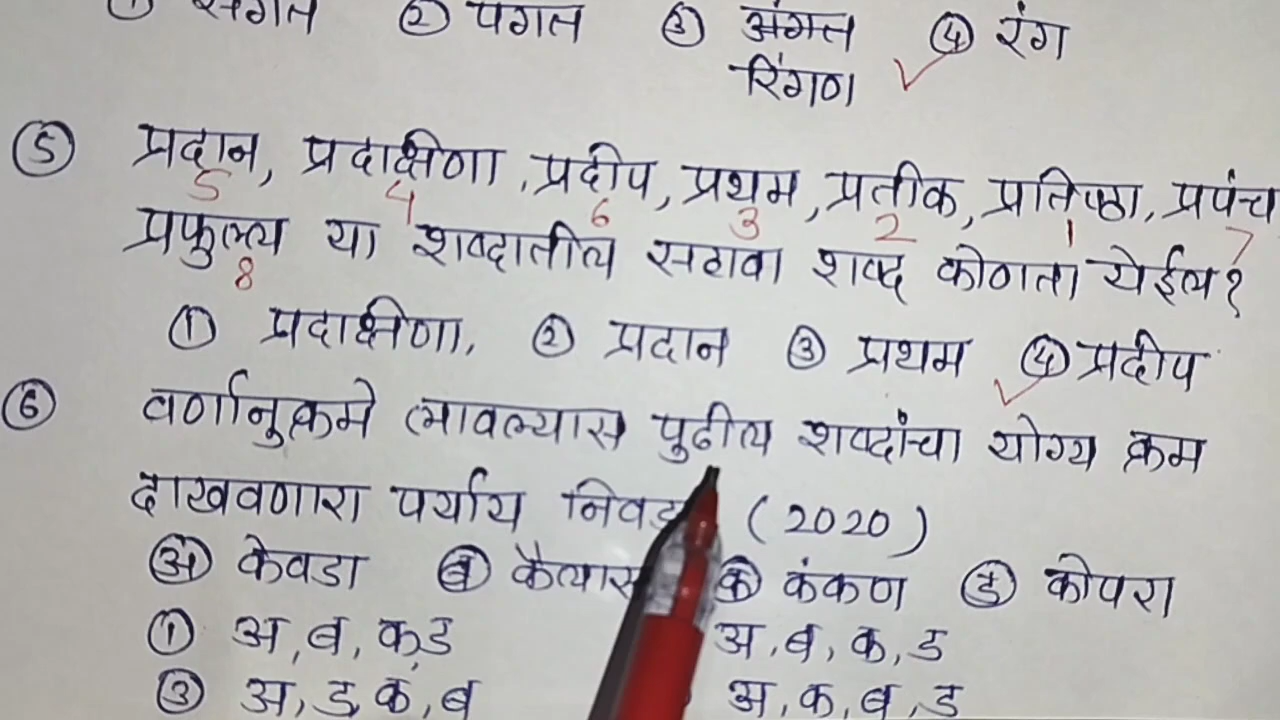 ① संगत ② पंगत ③ अंगत ④ रंग
रिंगण ✓
⑤ प्रदान, प्रदाक्षिणा, प्रदीप, प्रथम, प्रतीक, प्रतिष्ठा, प्रपंच
5 4 6 3 2 1 7
प्रफुल्ल या शब्दातील सहावा शब्द कोणता येईल?
8
① प्रदाक्षिणा, ② प्रदान ③ प्रथम ④ प्रदीप
✓
⑥ वर्णानुक्रमे लावल्यास पुढील शब्दांचा योग्य क्रम
दाखवणारा पर्याय निवडा (2020)
अ केवडा ब कैलास क कंकण ड कोपरा
① अ, ब, क, ड अ, ब, क, ड
③ अ, ड, क, ब अ, क, ब, ड